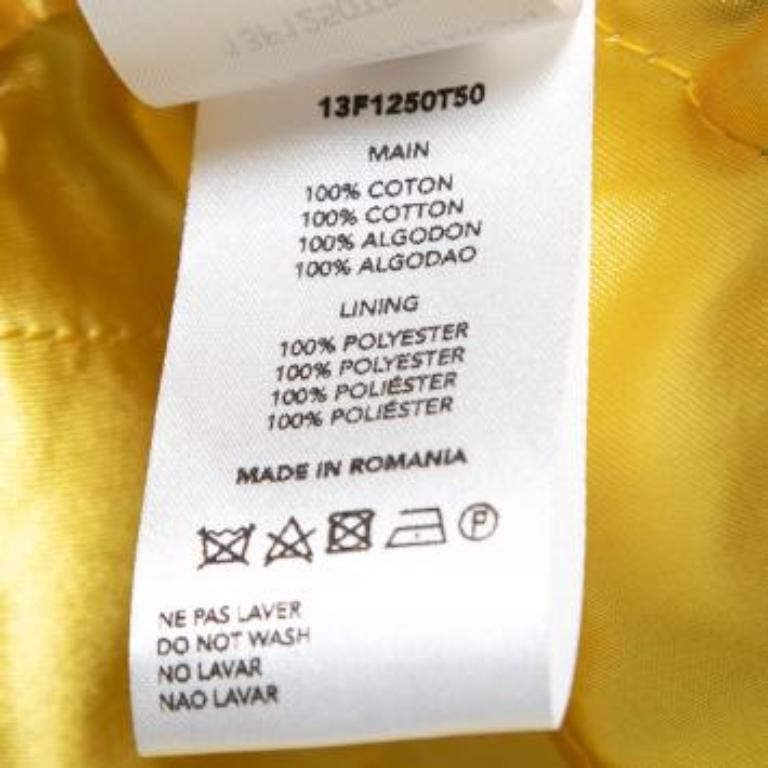 13F1250T50
MAIN
100% COTON
100% COTTON
100% ALGODON
100% ALGODAO
LINING
100% POLYESTER
100% POLYESTER
100% POLIÉSTER
100% POLIÉSTER
MADE IN ROMANIA
P
NE PAS LAVER
DO NOT WASH
NO LAVAR
NAO LAVAR